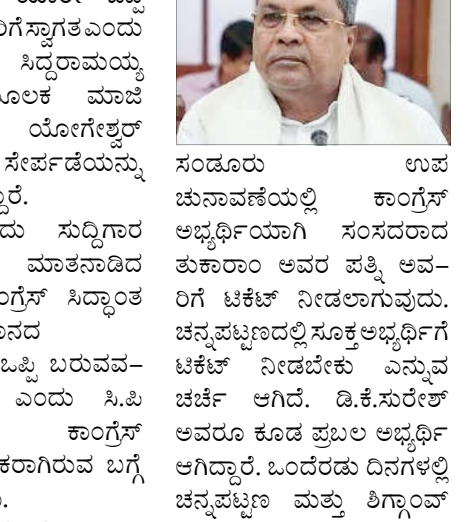 ರಿಗೆ ಸ್ವಾಗತ ಎಂದು
ಸಿದ್ದರಾಮಯ್ಯ
ಮಾಜಿ
ಯೋಗೇಶ್ವರ್
ಸೇರ್ಪಡೆಯನ್ನು
ದು ಸುದ್ದಿಗಾರ
ಮಾತನಾಡಿದ
ಗ್ರೆಸ್ ಸಿದ್ಧಾಂತ
ಾನದ
ಒಪ್ಪಿ ಬರುವವ–
ಎಂದು ಸಿ.ಪಿ
ಕಾಂಗ್ರೆಸ್
ಕರಾಗಿರುವ ಬಗ್ಗೆ
ಸಂಡೂರು ಉಪ
ಚುನಾವಣೆಯಲ್ಲಿ ಕಾಂಗ್ರೆಸ್
ಅಭ್ಯರ್ಥಿಯಾಗಿ ಸಂಸದರಾದ
ತುಕಾರಾಂ ಅವರ ಪತ್ನಿ ಅವ–
ರಿಗೆ ಟಿಕೆಟ್ ನೀಡಲಾಗುವುದು.
ಚನ್ನಪಟ್ಟಣದಲ್ಲಿ ಸೂಕ್ತ ಅಭ್ಯರ್ಥಿಗೆ
ಟಿಕೆಟ್ ನೀಡಬೇಕು ಎನ್ನುವ
ಚರ್ಚೆ ಆಗಿದೆ. ಡಿ.ಕೆ.ಸುರೇಶ್
ಅವರೂ ಕೂಡ ಪ್ರಬಲ ಅಭ್ಯರ್ಥಿ
ಆಗಿದ್ದಾರೆ. ಒಂದೆರಡು ದಿನಗಳಲ್ಲಿ
ಚನ್ನಪಟ್ಟಣ ಮತ್ತು ಶಿಗ್ಗಾಂವ್